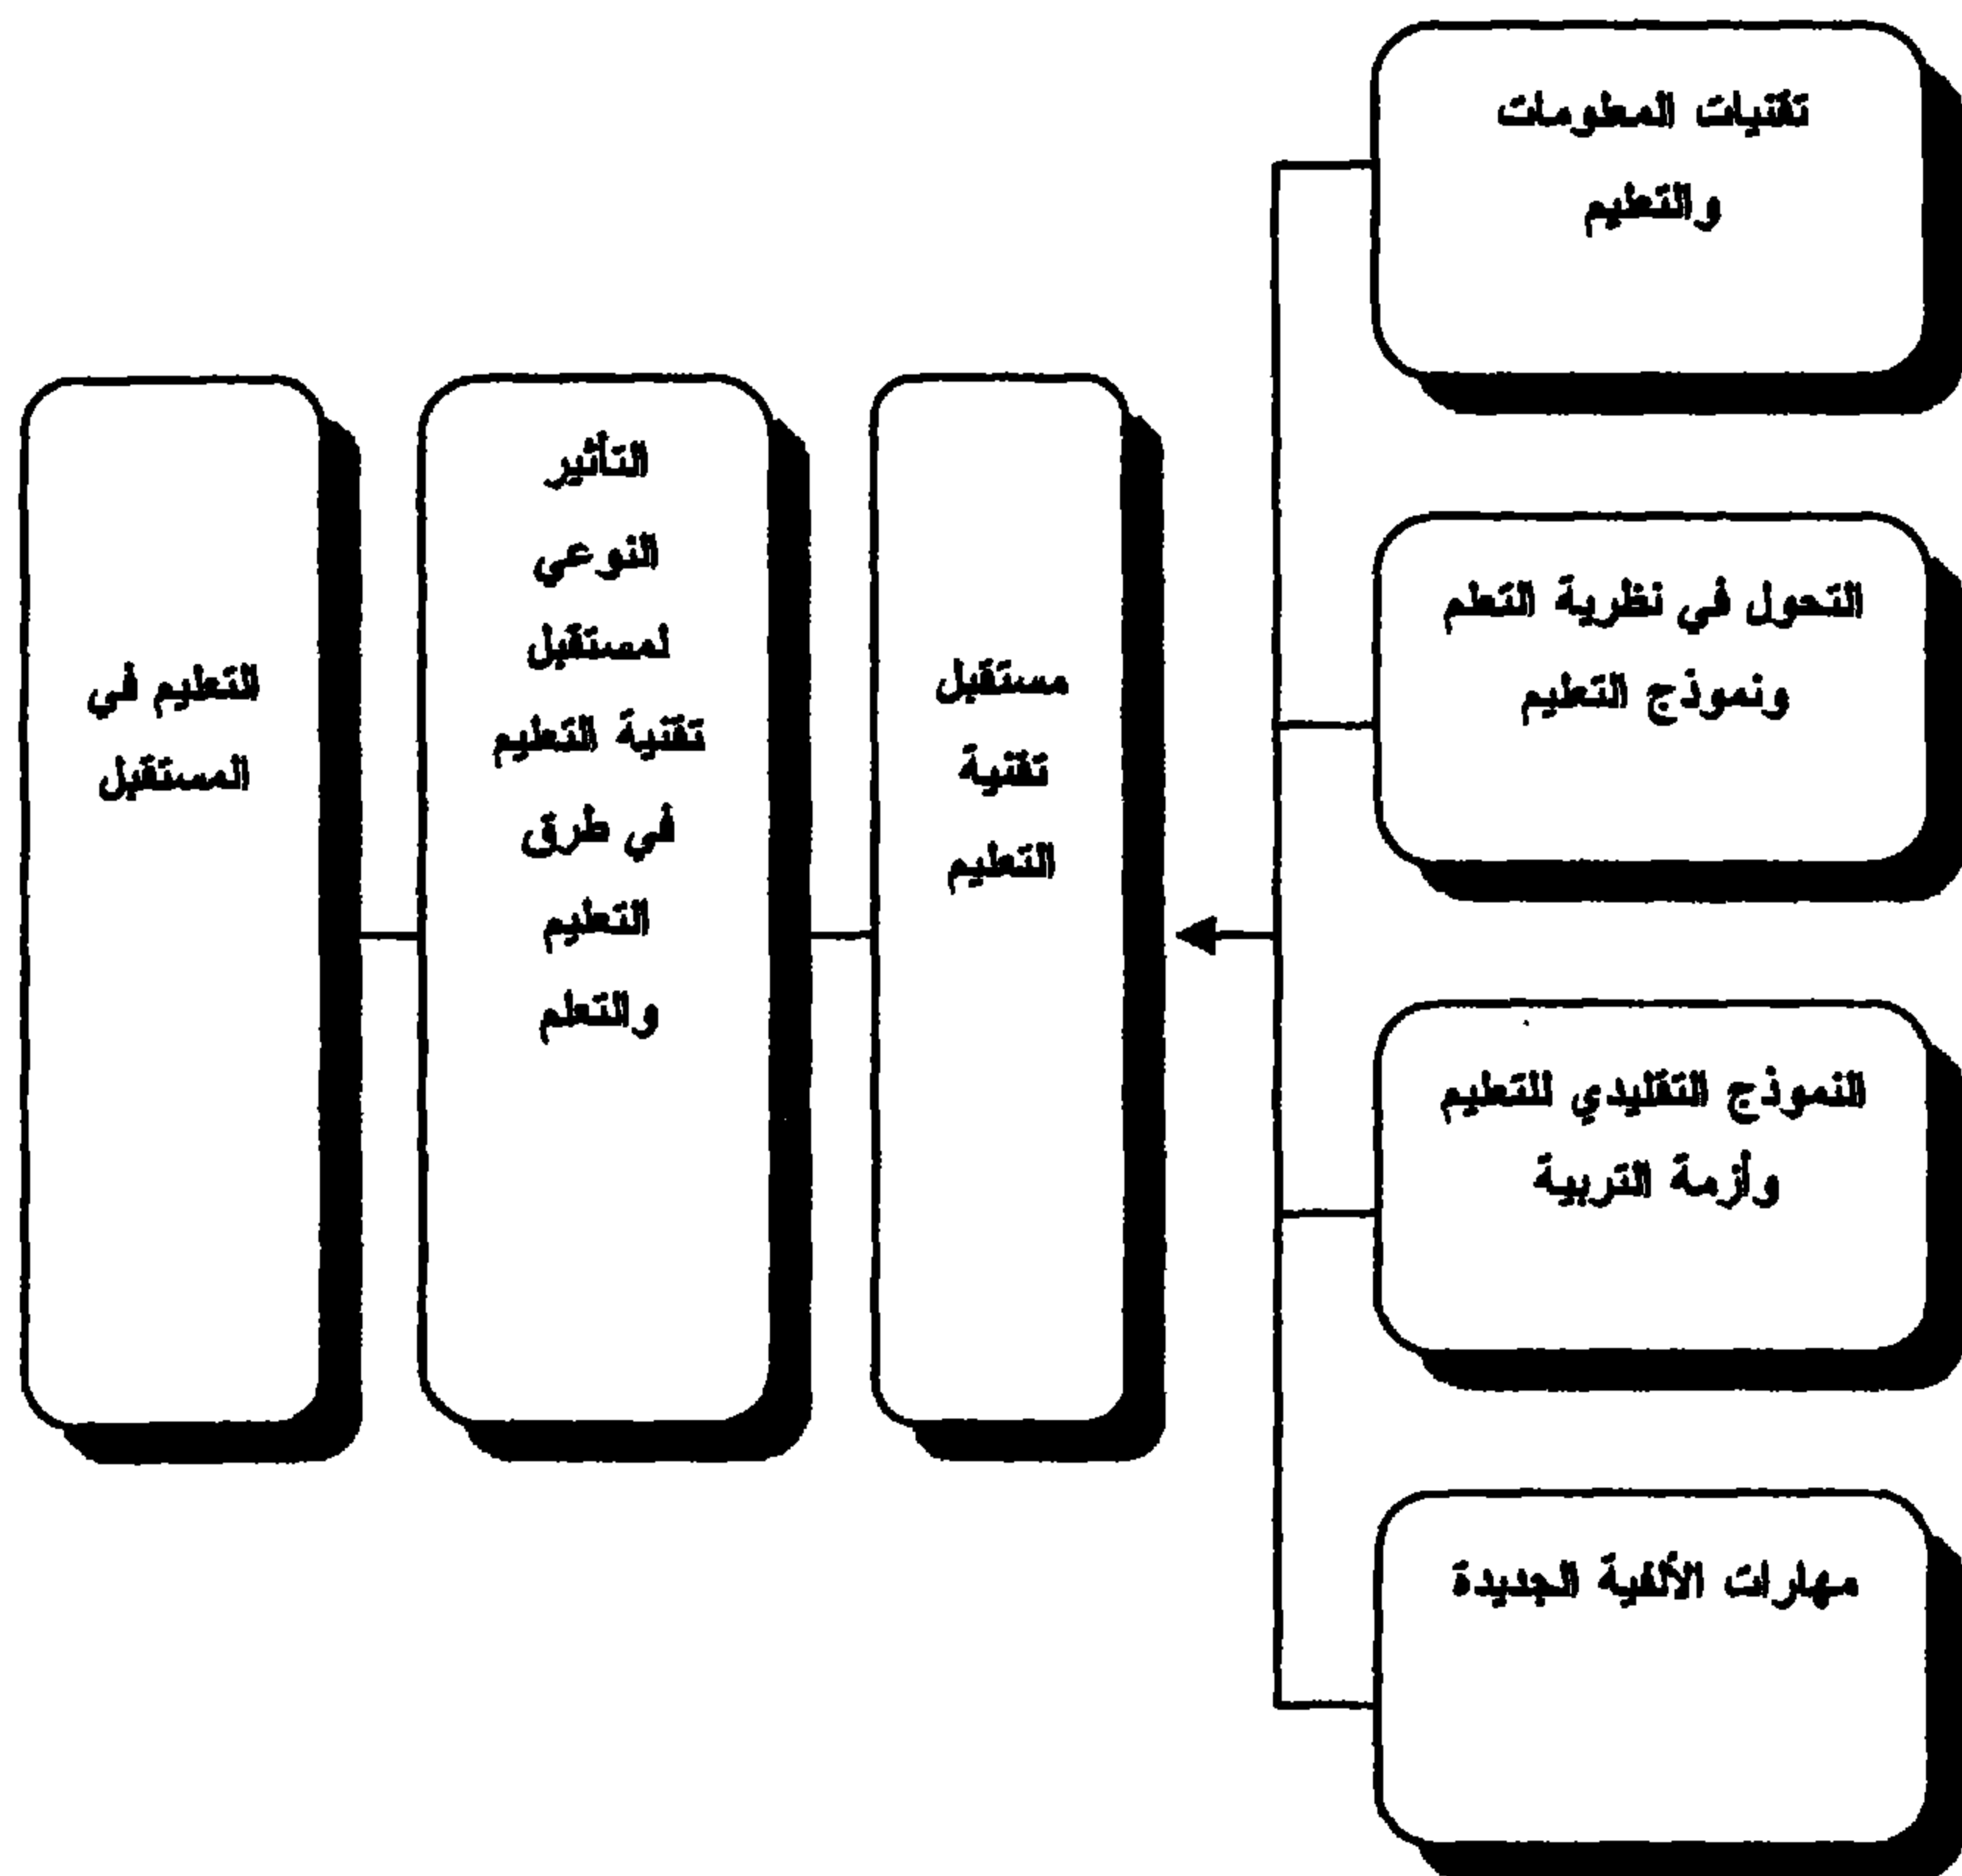 تقنيات المعلومات
والتعليم
التحول في نظرية التعلم
ونموذج التعليم
النموذج التقليدي للتعليم
وأزمة التربية
مهارات الألفية الجديدة
مستقبل
تقنية
التعليم
التأثير
النوعي
لمستقبل
تقنية التعليم
في طرق
التعليم
والتعلم
التعليم في
المستقبل